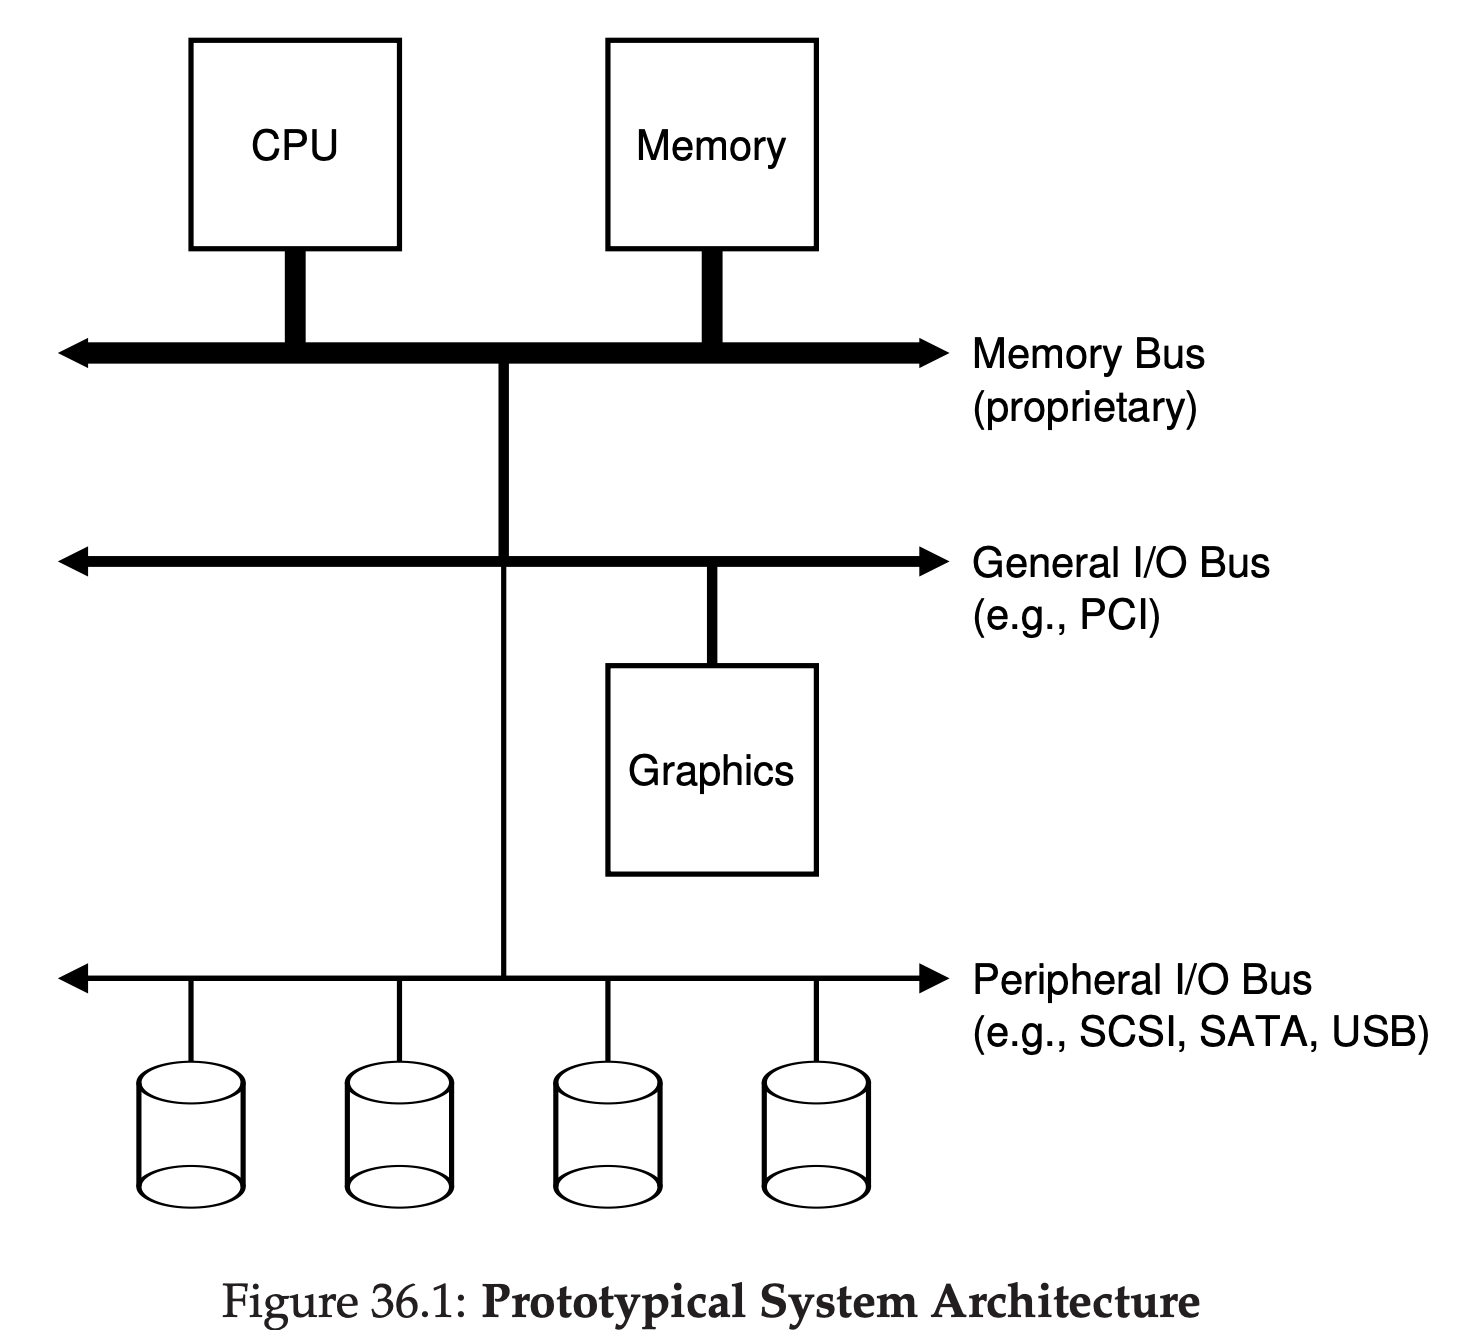 CPU
Memory
Memory Bus
(proprietary)
General I/O Bus
(e.g., PCI)
Graphics
Peripheral I/O Bus
(e.g., SCSI, SATA, USB)
Figure 36.1: Prototypical System Architecture